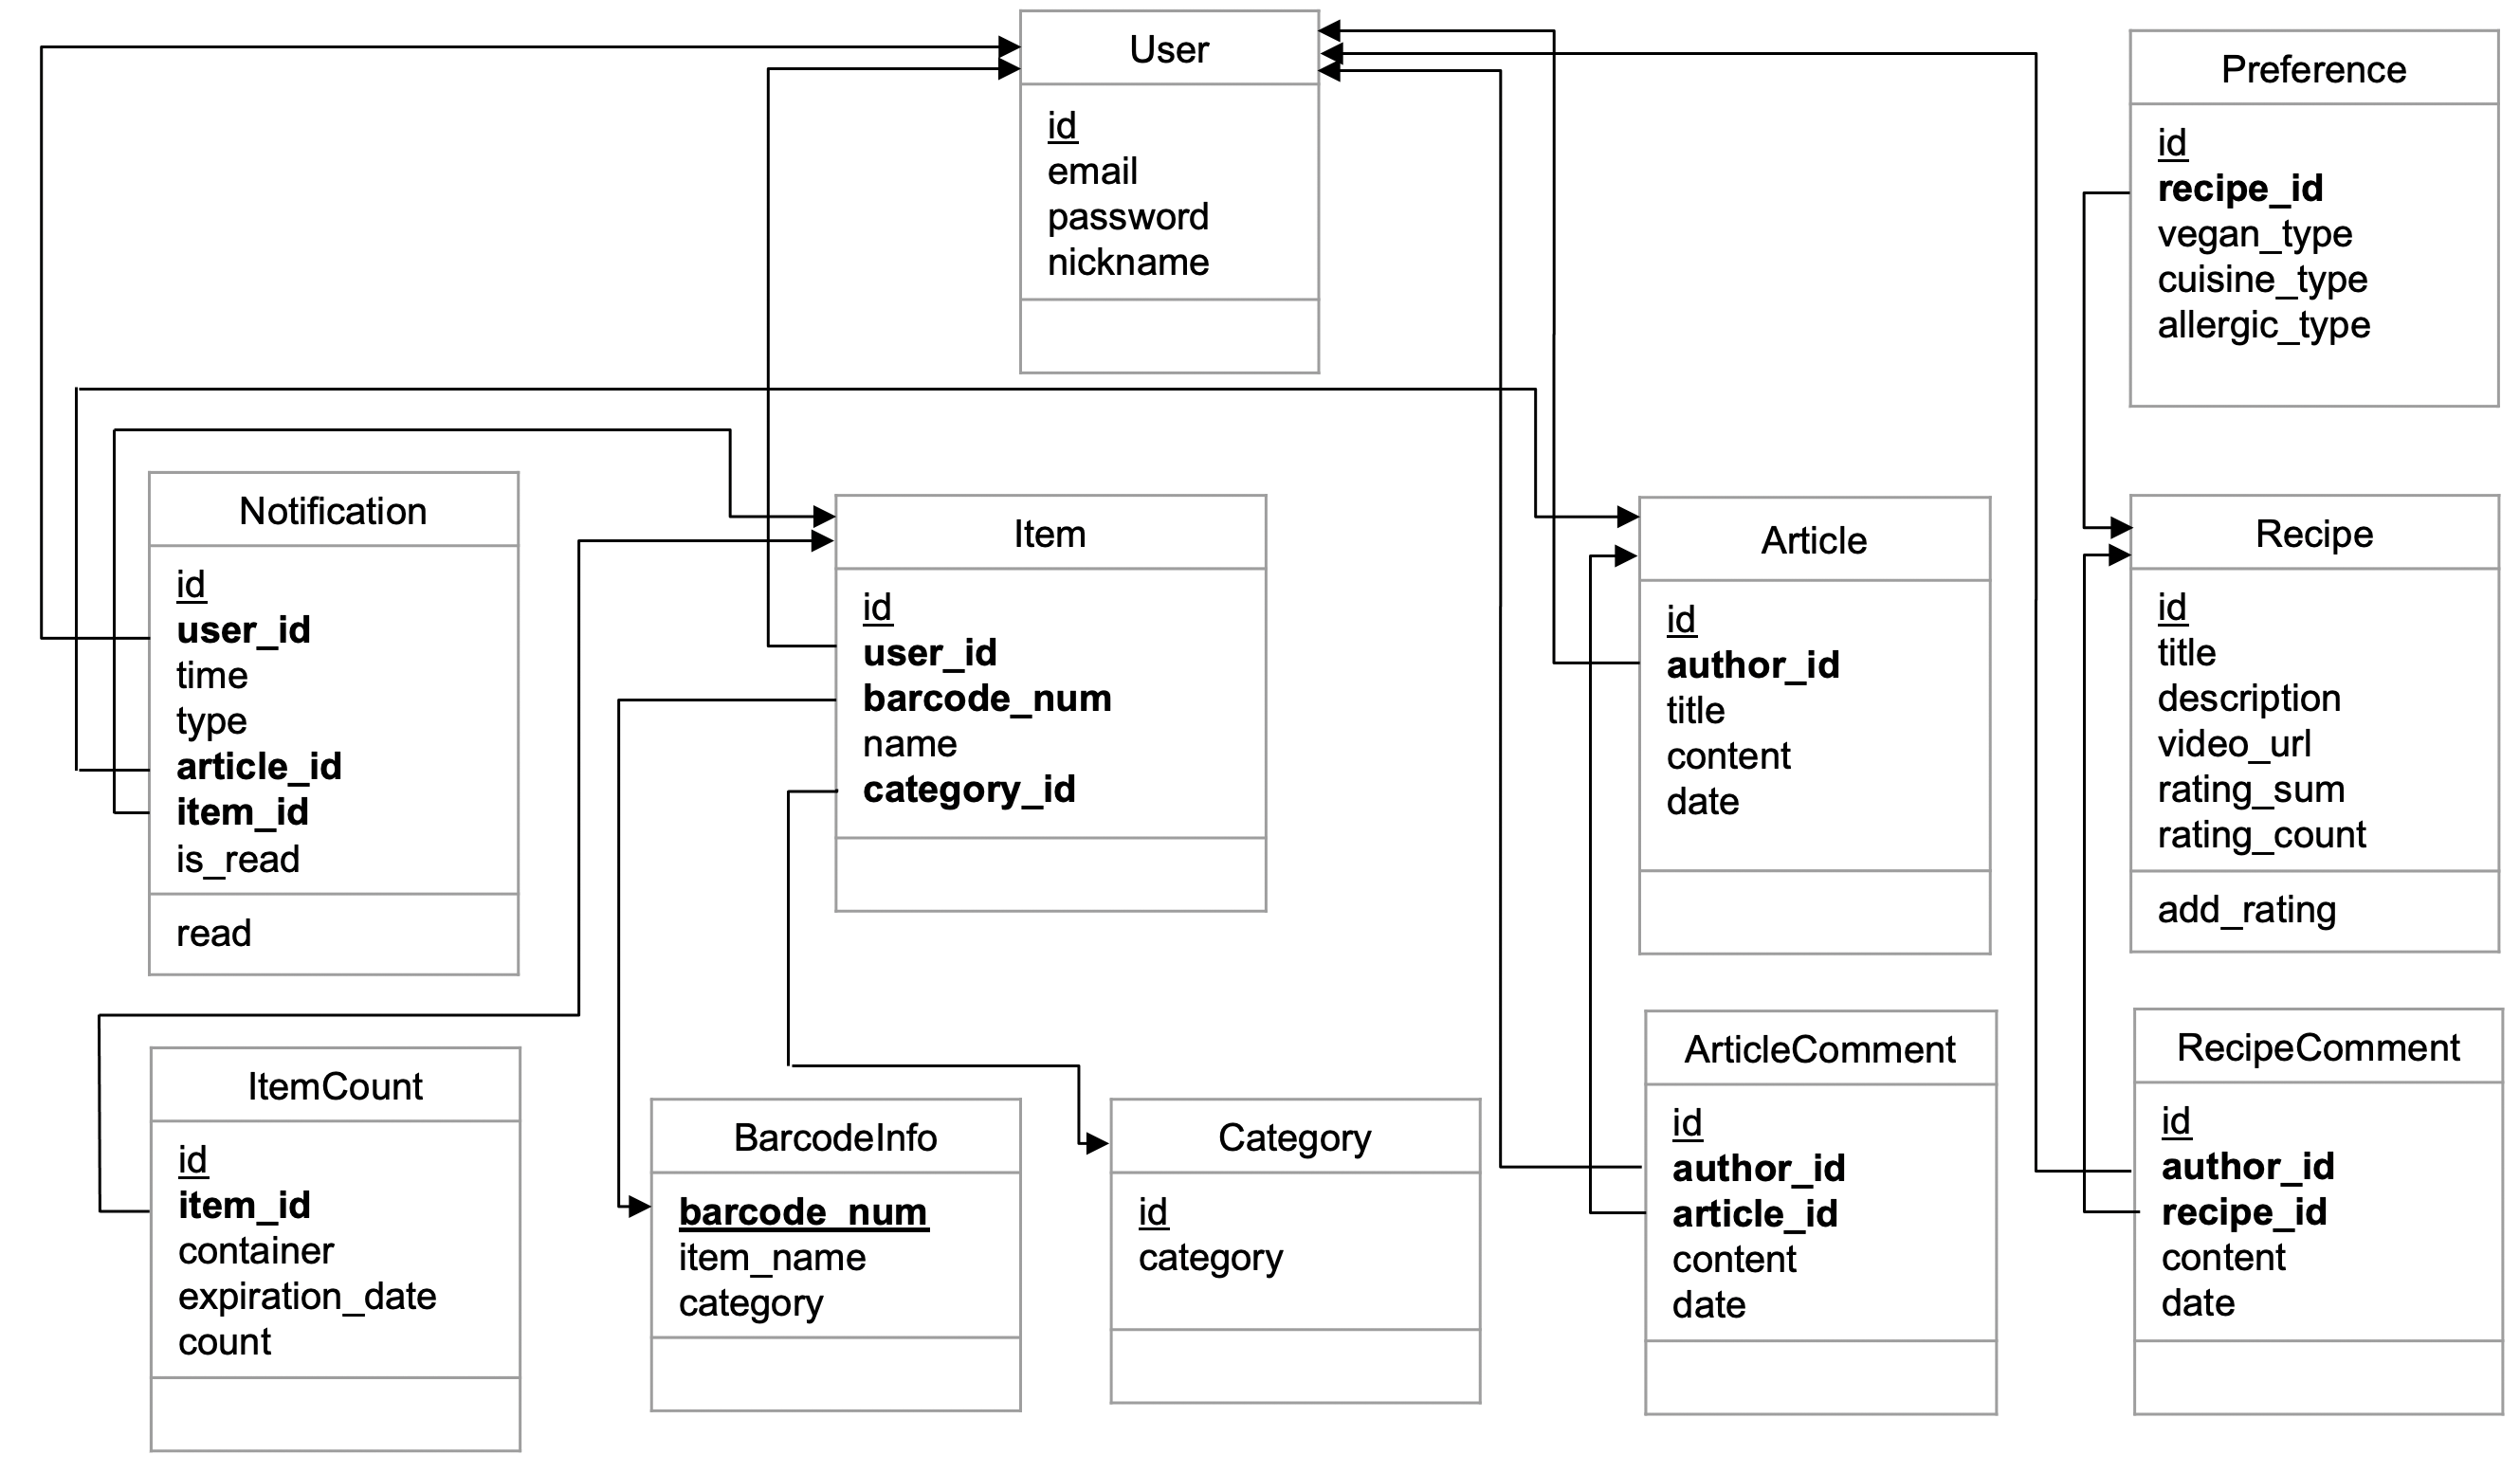 User
id
email
password
nickname
Preference
id
recipe_id
vegan_type
cuisine_type
allergic_type
Notification
id
user_id
time
type
article_id
item_id
is_read
read
Item
id
user_id
barcode_num
name
category_id
Article
id
author_id
title
content
date
Recipe
id
title
description
video_url
rating_sum
rating_count
add_rating
ItemCount
id
item_id
container
expiration_date
count
BarcodeInfo
barcode_num
item_name
category
Category
id
category
ArticleComment
id
author_id
article_id
content
date
RecipeComment
id
author_id
recipe_id
content
date